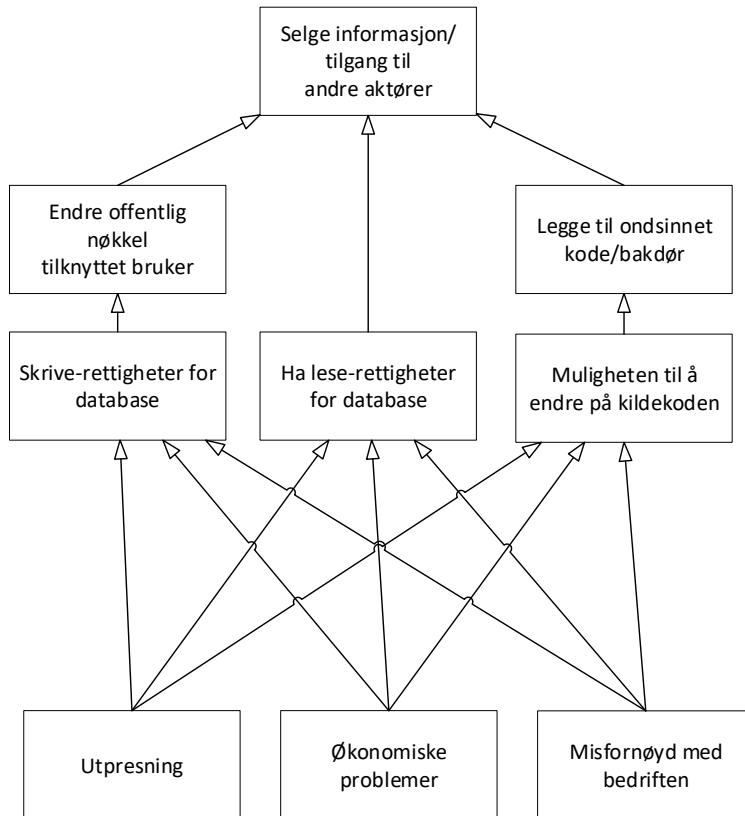 Selge informasjon/
tilgang til
andre aktører
Endre offentlig
nøkkel
tilknyttet bruker
Legge til ondsinnet
kode/bakdør
Skrive-rettigheter for
database
Ha lese-rettigheter
for database
Muligheten til å
endre på kildekoden
Utpresning
Økonomiske
problemer
Misfornøyd med
bedriften